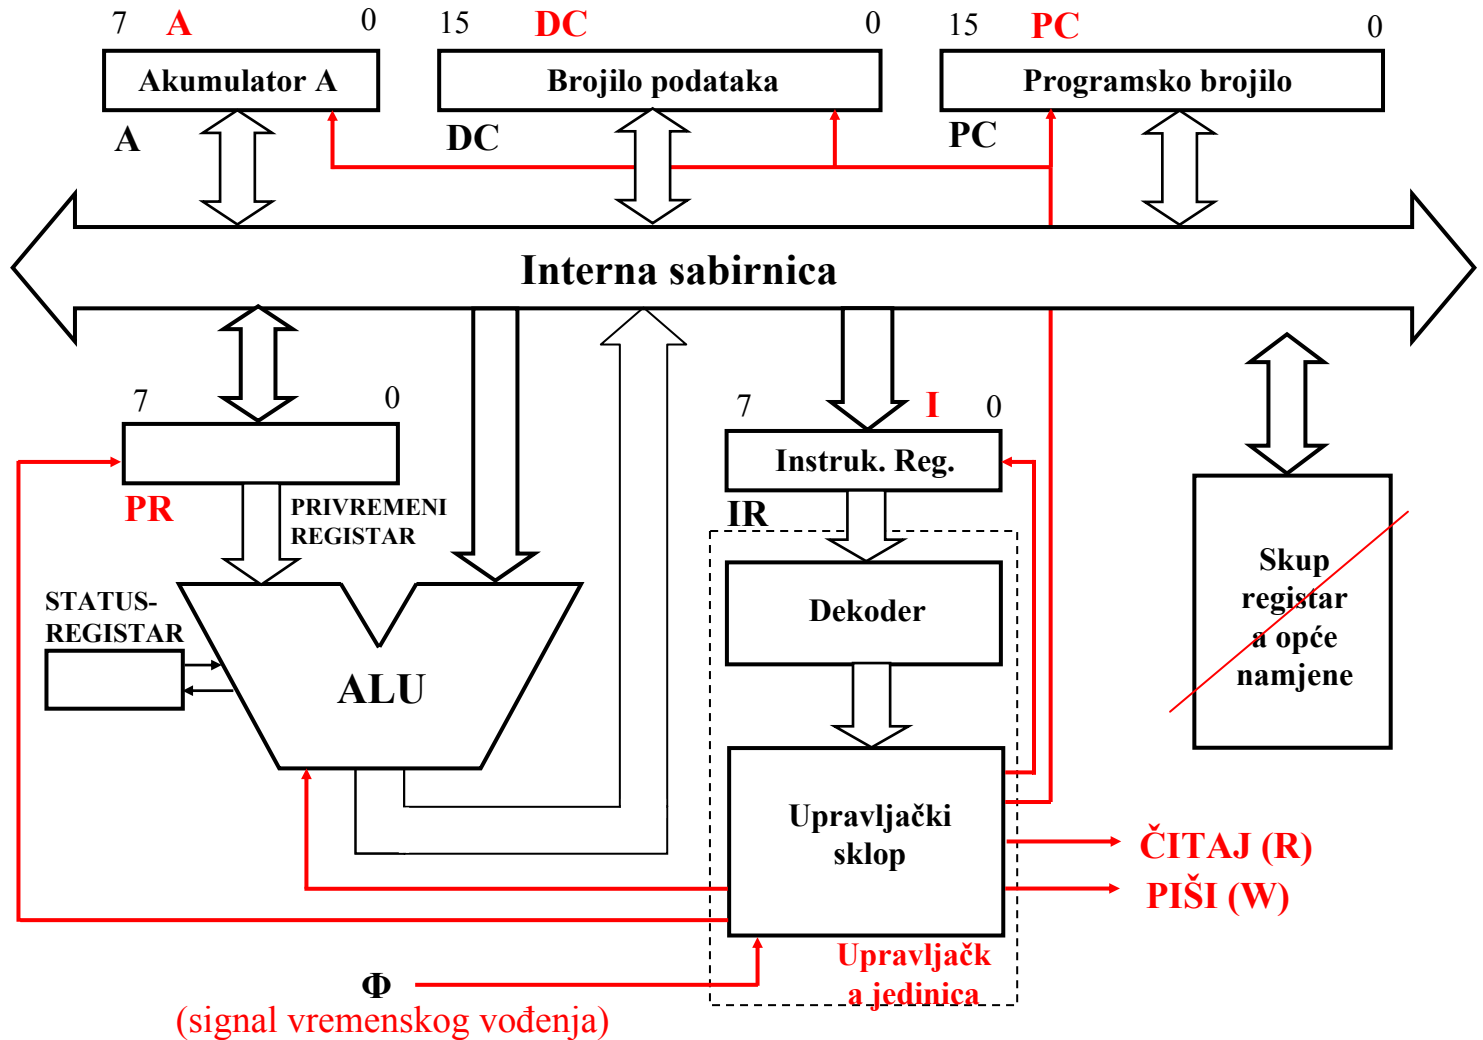 7 A 0
15 DC 0
15 PC 0
Akumulator A
Brojilo podataka
Programsko brojilo
A
DC
PC
Interna sabirnica
7 0
7 I 0
Instruk. Reg.
PR
PRIVREMENI
REGISTAR
IR
Skup
registar
a opće
namjene
Dekoder
STATUS-
REGISTAR
ALU
Upravljački
sklop
ČITAJ (R)
PIŠI (W)
Upravljačk
a jedinica
Φ
(signal vremenskog vođenja)